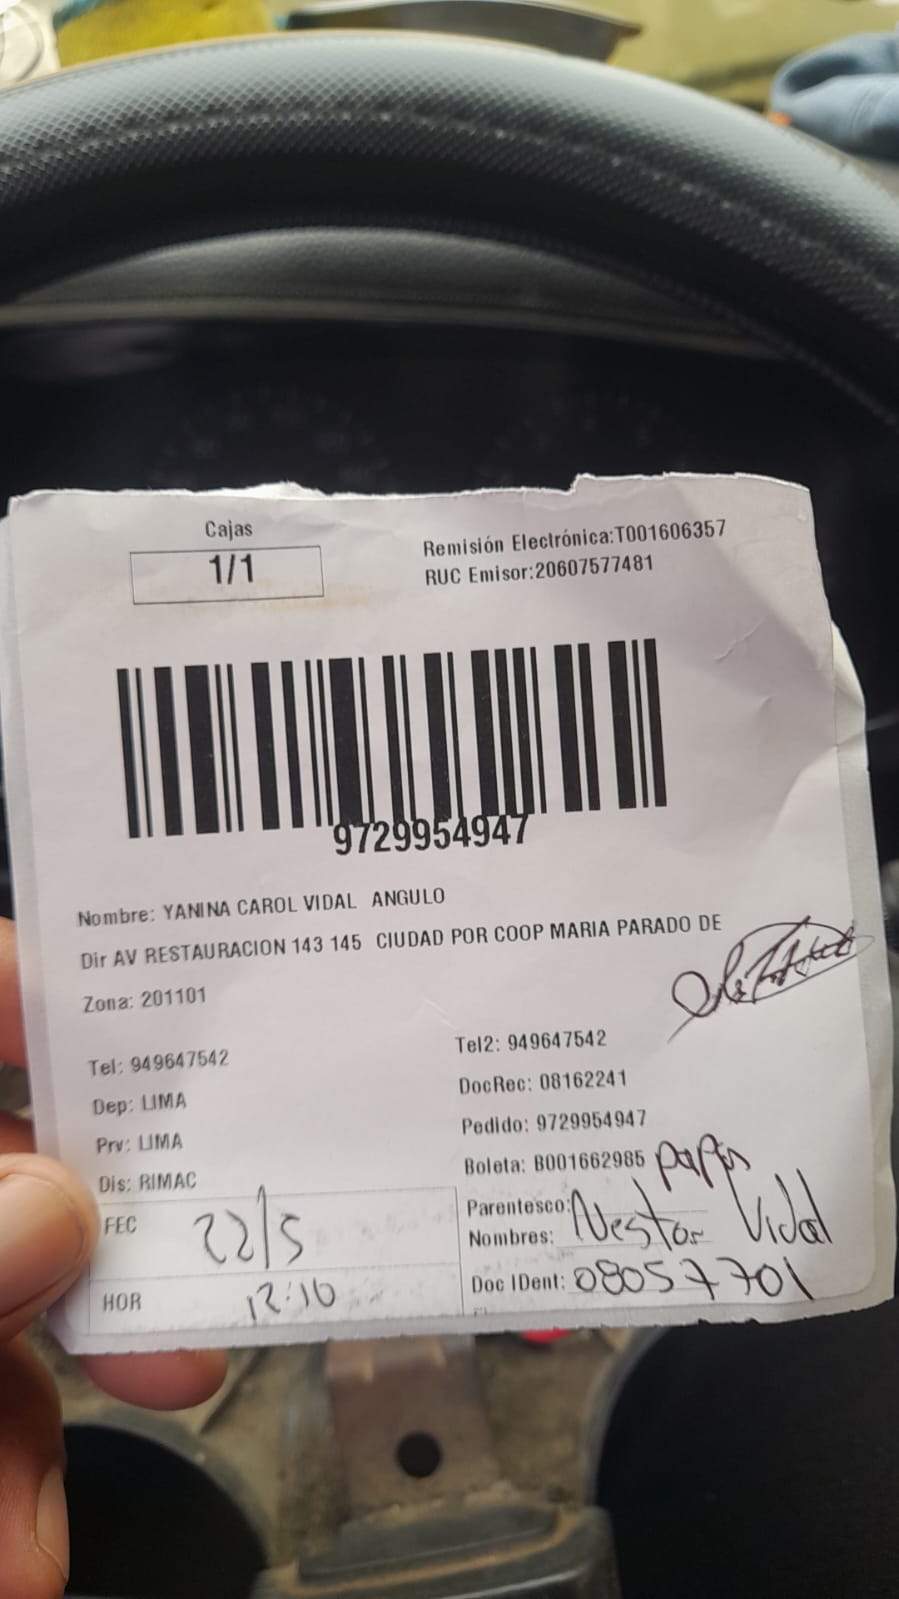 Cajas
1/1
Remisión Electrónica:T001606357
RUC Emisor:20607577481
9729954947
Nombre: YANINA CAROL VIDAL ANGULO
Dir AV RESTAURACION 143 145 CIUDAD POR COOP MARIA PARADO DE
Zona: 201101
Tel: 949647542
Tel2: 949647542
Dep: LIMA
DocRec: 08162241
Prv: LIMA
Pedido: 9729954947
Dis: RIMAC
Boleta: B001662985
Parentesco: papá
FEC 22/5
Nombres: Nestor Vidal
HOR 12:10
Doc IDent: 08057701